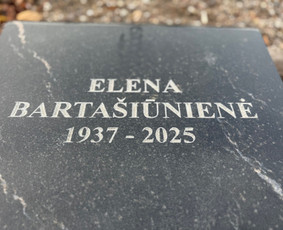 ELENA
BARTAŠIŪNIENĖ
1937 - 2025